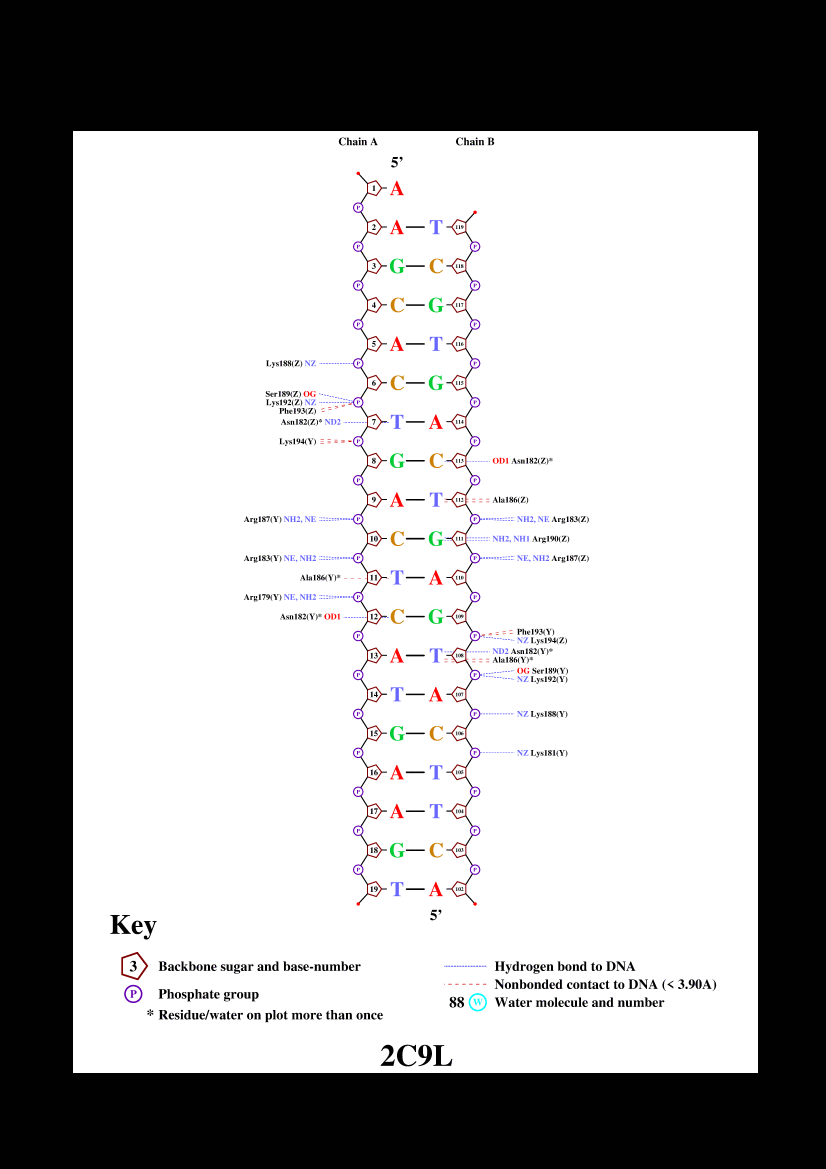 Chain A Chain B
5’
1 A
P
2 A T 119
P P
3 G C 118
P P
4 C G 117
P P
5 A T 116
Lys188(Z) NZ P P
6 C G 115
Ser189(Z) OG
Lys192(Z) NZ P P
Phe193(Z)
Asn182(Z)* ND2 7 T A 114
Lys194(Y) P P
8 G C 113 OD1 Asn182(Z)*
P P
9 A T 112 Ala186(Z)
Arg187(Y) NH2, NE P P NH2, NE Arg183(Z)
10 C G 111 NH2, NH1 Arg190(Z)
Arg183(Y) NE, NH2 P P NE, NH2 Arg187(Z)
Ala186(Y)* 11 T A 110
Arg179(Y) NE, NH2 P P
Asn182(Y)* OD1 12 C G 109
Phe193(Y)
P P NZ Lys194(Z)
ND2 Asn182(Y)*
13 A T 108
Ala186(Y)*
OG Ser189(Y)
P P NZ Lys192(Y)
14 T A 107
P P NZ Lys188(Y)
15 G C 106
P P NZ Lys181(Y)
16 A T 105
P P
17 A T 104
P P
18 G C 103
P P
19 T A 102
5’
Key
3 Backbone sugar and base-number
P Phosphate group
* Residue/water on plot more than once
Hydrogen bond to DNA
Nonbonded contact to DNA (< 3.90A)
88 W Water molecule and number
2C9L